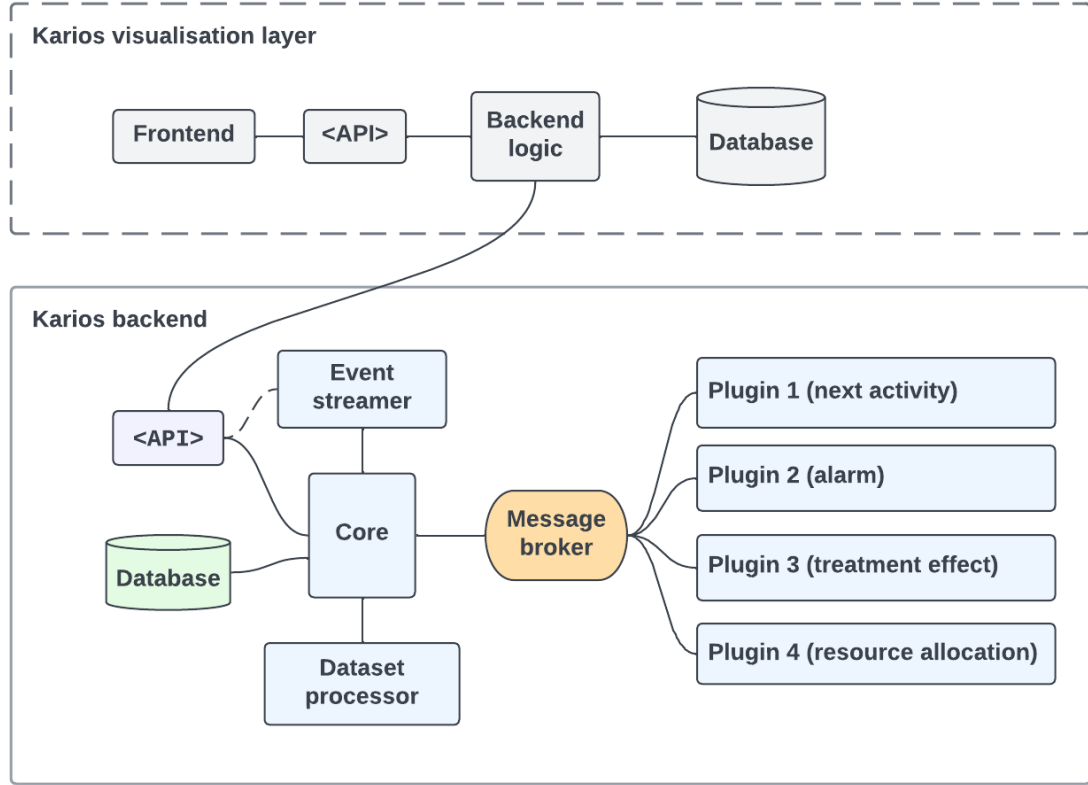 Karios visualisation layer
Frontend
<API>
Backend
logic
Database
Karios backend
Event
streamer
<API>
Core
Database
Dataset
processor
Message
broker
Plugin 1 (next activity)
Plugin 2 (alarm)
Plugin 3 (treatment effect)
Plugin 4 (resource allocation)